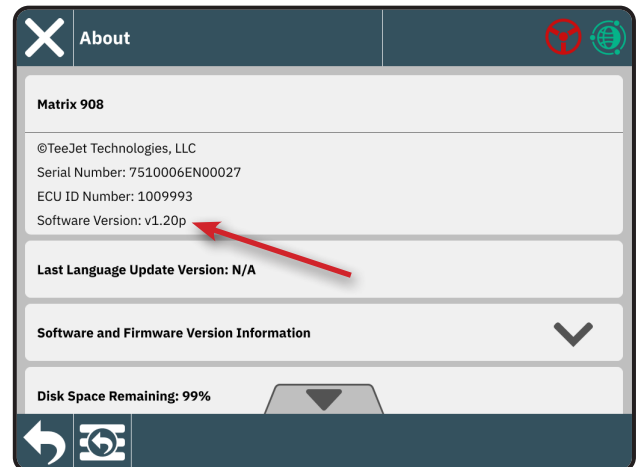 About
Matrix 908
©TeeJet Technologies, LLC
Serial Number: 7510006EN00027
ECU ID Number: 1009993
Software Version: v1.20p
Last Language Update Version: N/A
Software and Firmware Version Information
Disk Space Remaining: 99%